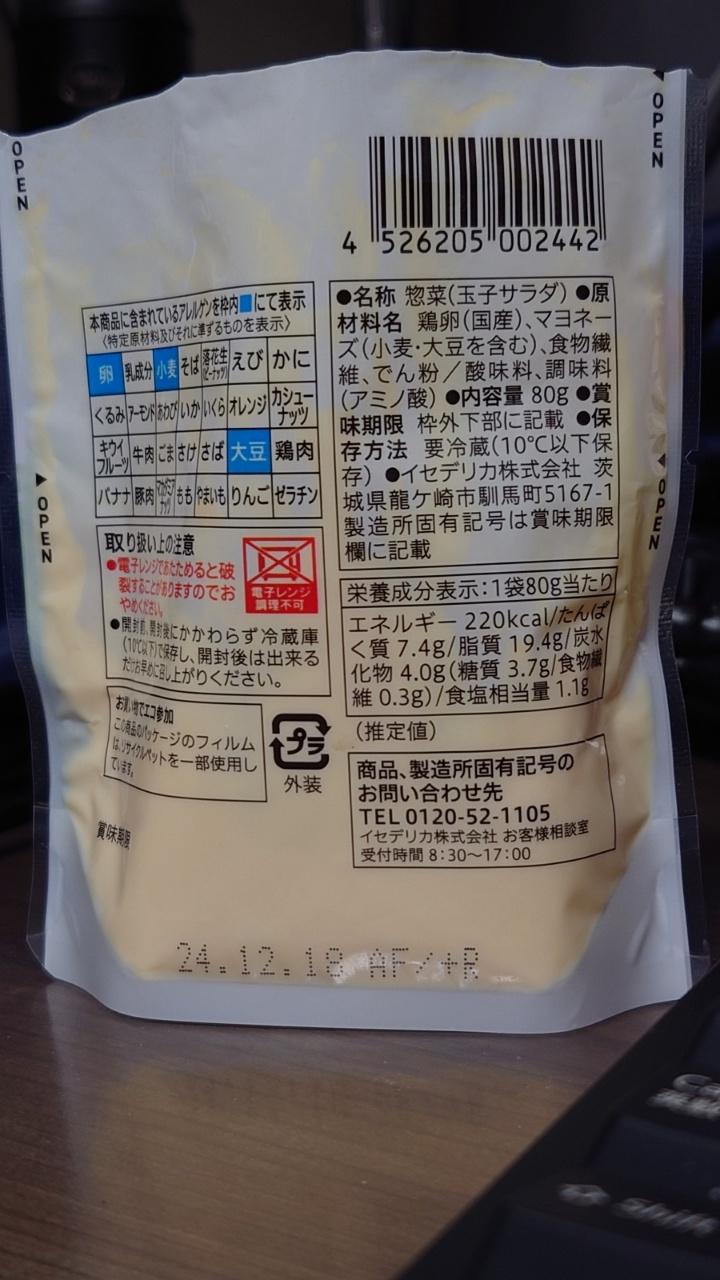 OPEN
OPEN
4 526205 002442
本商品に含まれているアレルゲンを枠内■にて表示
〈特定原材料及びそれに準ずるものを表示〉
卵 乳成分 小麦 そば 落花生(ピーナッツ) えび かに
くるみ アーモンド あわび いか いくら オレンジ カシューナッツ
キウイフルーツ 牛肉 ごま さけ さば 大豆 鶏肉
バナナ 豚肉 マカダミアナッツ もも やまいも りんご ゼラチン
●名称 惣菜(玉子サラダ) ●原
材料名 鶏卵(国産)、マヨネー
ズ(小麦・大豆を含む)、食物繊
維、でん粉/酸味料、調味料
(アミノ酸) ●内容量 80g ●賞
味期限 枠外下部に記載 ●保
存方法 要冷蔵(10℃以下保
存) ●イセデリカ株式会社 茨
城県龍ケ崎市馴馬町5167-1
製造所固有記号は賞味期限
欄に記載
▶OPEN
◀OPEN
取り扱い上の注意
●電子レンジであたためると破
裂することがありますのでお
やめください。
電子レンジ
調理不可
●開封前、開封後にかかわらず冷蔵庫
(10℃以下)で保存し、開封後は出来る
だけお早めに召し上がりください。
栄養成分表示:1袋80g当たり
エネルギー 220kcal/たんぱ
く質 7.4g/脂質 19.4g/炭水
化物 4.0g(糖質 3.7g/食物繊
維 0.3g)/食塩相当量 1.1g
(推定値)
お買い物でエコ参加
この商品のパッケージのフィルム
は、リサイクルペットを一部使用し
ています。
プラ
外装
商品、製造所固有記号の
お問い合わせ先
TEL 0120-52-1105
イセデリカ株式会社 お客様相談室
受付時間 8:30～17:00
賞味期限
24.12.18 AF/+R
Shift